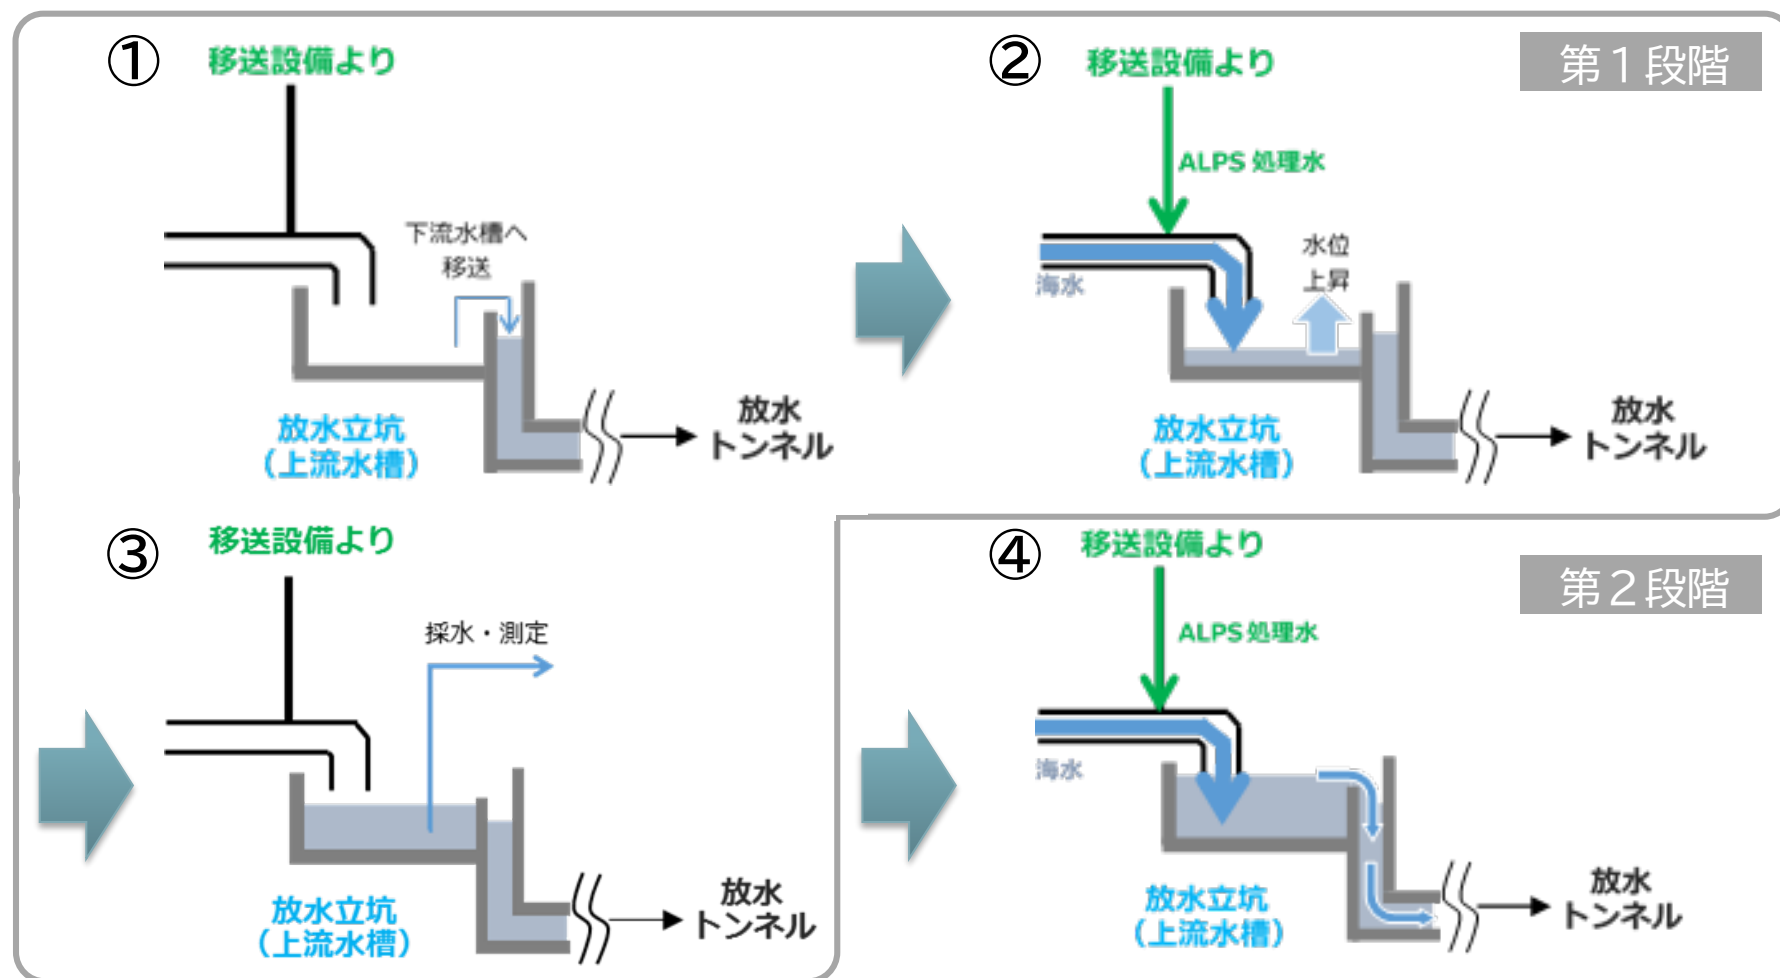 ①
移送設備より
下流水槽へ
移送
放水立坑
（上流水槽）
放水
トンネル
②
移送設備より
第１段階
ALPS 処理水
海水
水位
上昇
放水立坑
（上流水槽）
放水
トンネル
③
移送設備より
採水・測定
放水立坑
（上流水槽）
放水
トンネル
④
移送設備より
第２段階
ALPS 処理水
海水
放水立坑
（上流水槽）
放水
トンネル